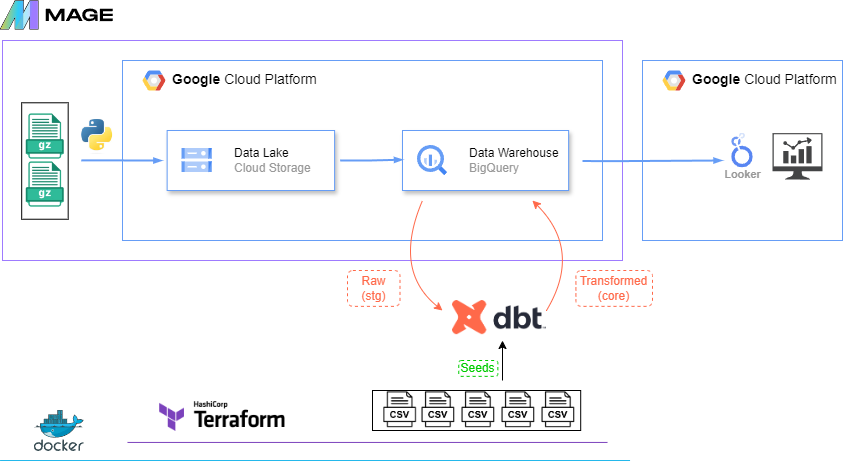 MAGE
Google Cloud Platform
Google Cloud Platform
gz
gz
Data Lake
Cloud Storage
Data Warehouse
BigQuery
Looker
Raw
(stg)
Transformed
(core)
dbt
Seeds
CSV
CSV
CSV
CSV
CSV
HashiCorp
Terraform
docker